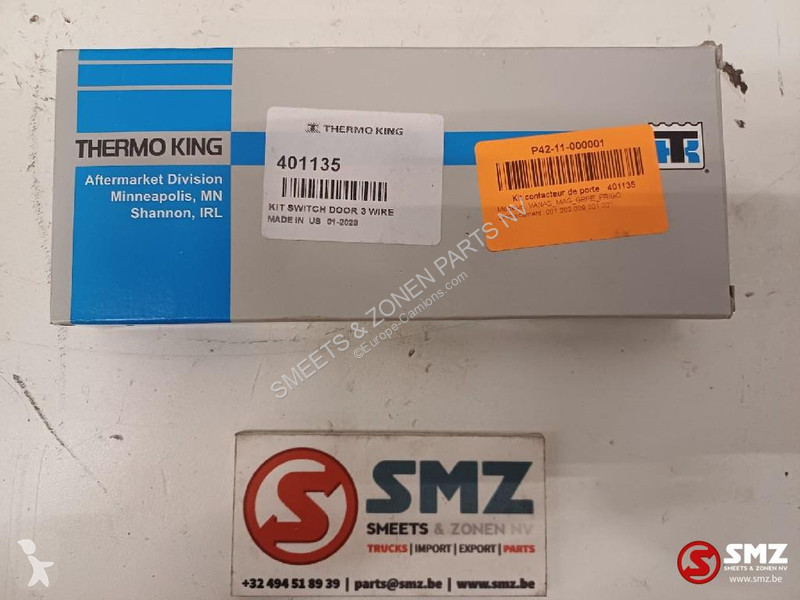 THERMO KING
Aftermarket Division
Minneapolis, MN
Shannon, IRL
THERMO KING
401135
KIT SWITCH DOOR 3 WIRE
MADE IN US 01-2023
P42-11-000001
Kit contacteur de porte 401135
SMEETS & ZONEN PARTS NV
©Europe-Camions.com
SMZ
SMEETS & ZONEN NV
TRUCKS | IMPORT | EXPORT | PARTS
+32 494 51 89 39 | parts@smz.be | www.smz.be
SMZ
SMEETS & ZONEN NV